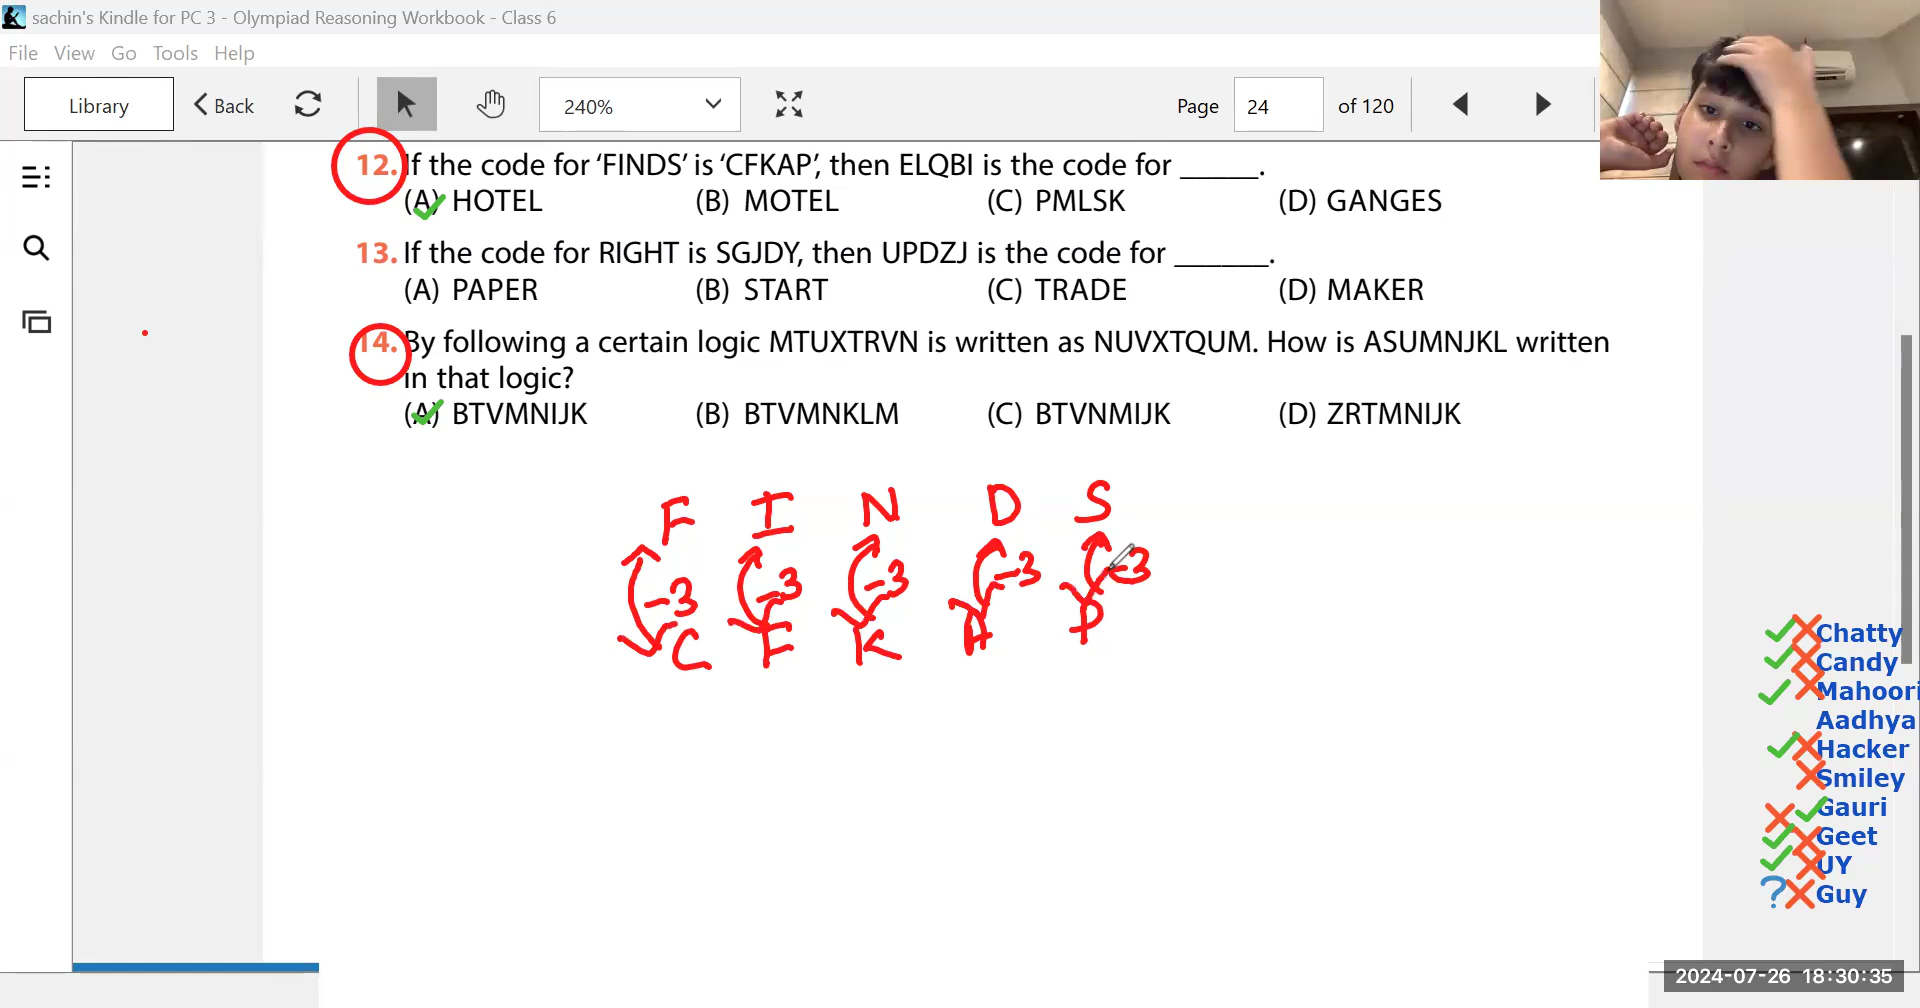 sachin's Kindle for PC 3 - Olympiad Reasoning Workbook - Class 6
File View Go Tools Help
Library Back 240% Page 24 of 120
12. If the code for ‘FINDS’ is ‘CFKAP’, then ELQBI is the code for _____.
(A) HOTEL (B) MOTEL (C) PMLSK (D) GANGES
13. If the code for RIGHT is SGJDY, then UPDZJ is the code for ______.
(A) PAPER (B) START (C) TRADE (D) MAKER
14. By following a certain logic MTUXTRVN is written as NUVXTQUM. How is ASUMNJKL written
in that logic?
(A) BTVMNIJK (B) BTVMNKLM (C) BTVNMIJK (D) ZRTMNIJK
F I N D S
-3 -3 -3 -3 -3
C F K A P
Chatty
Candy
Mahoori
Aadhya
Hacker
Smiley
Gauri
Geet
UY
? Guy
2024-07-26 18:30:35